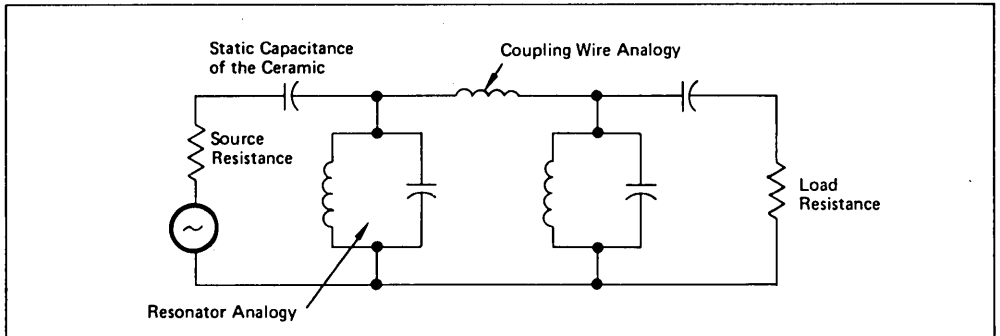 Static Capacitance
of the Ceramic
Coupling Wire Analogy
Source
Resistance
Load
Resistance
Resonator Analogy